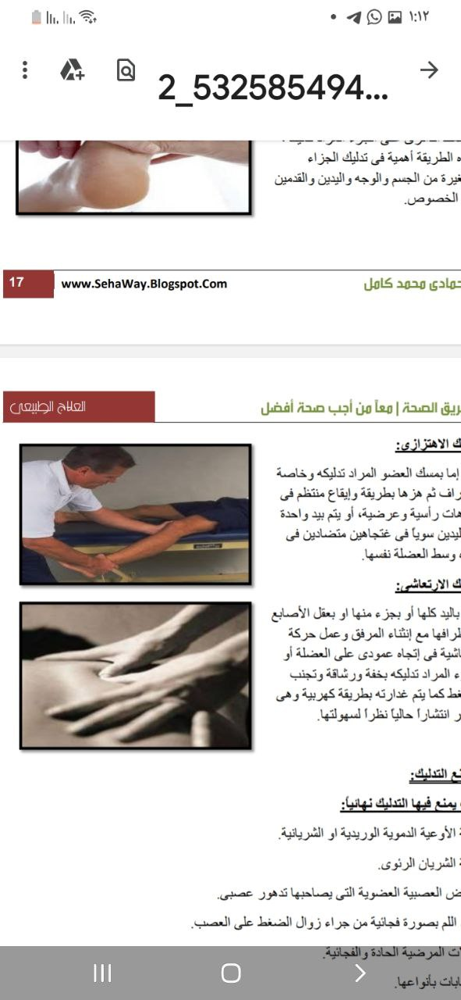 ١:١٢
2_532585494...
ه الطريقة أهمية فى تدليك الجزاء
غيرة من الجسم والوجه واليدين والقدمين
الخصوص.
حمادى محمد كامل
www.SehaWay.Blogspot.Com
17
ريق الصحة | معاً من أجب صحة أفضل
العلاج الطبيعى
ك الاهتزازى:
إما بمسك العضو المراد تدليكه وخاصة
راف ثم هزها بطريقة وإيقاع منتظم فى
هات رأسية وعرضية، أو يتم بيد واحدة
ليدين سوياً فى غتجاهين متضادين فى
، وسط العضلة نفسها.
ك الارتعاشى:
باليد كلها أو بجزء منها او بعقل الأصابع
طرافها مع إنثناء المرفق وعمل حركة
اشية فى إتجاه عمودى على العضلة أو
ء المراد تدليكه بخفة ورشاقة وتجنب
غط كما يتم غدارته بطريقة كهربية وهى
ر انتشاراً حالياً نظراً لسهولتها.
نع التدليك:
، يمنع فيها التدليك نهائياً:
ة الأوعية الدموية الوريدية او الشريانية.
ة الشريان الرئوى.
ض العصبية العضوية التى يصاحبها تدهور عصبى.
اللم بصورة فجائية من جراء زوال الضغط على العصب.
لات المرضية الحادة والفجائية.
ابات بأنواعها.